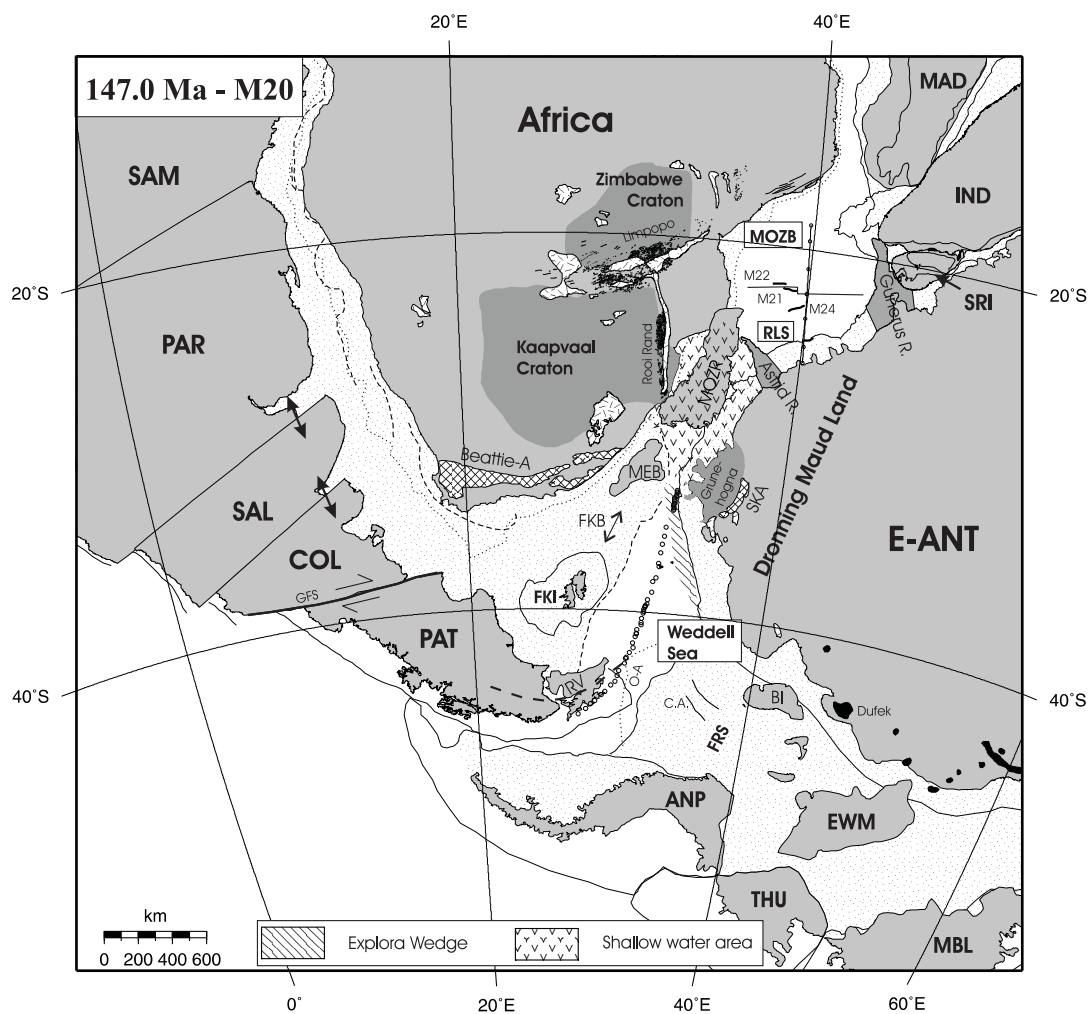 20°E
40°E
147.0 Ma - M20
MAD
Africa
SAM
Zimbabwe
Craton
IND
Limpopo
MOZB
20°S
M22
M21
M24
SRI
20°S
Gunnerus R.
PAR
RLS
Rooi Rand
Kaapvaal
Craton
MOZR
Astrid R.
Beattie-A
MEB
Grune-
hogna
SKA
Dronning Maud Land
SAL
FKB
E-ANT
COL
GFS
FKI
PAT
Weddell
Sea
40°S
MRV
O.A.
C.A.
BI
40°S
Dufek
FRS
ANP
EWM
THU
MBL
km
0 200 400 600
Explora Wedge
Shallow water area
0°
20°E
40°E
60°E